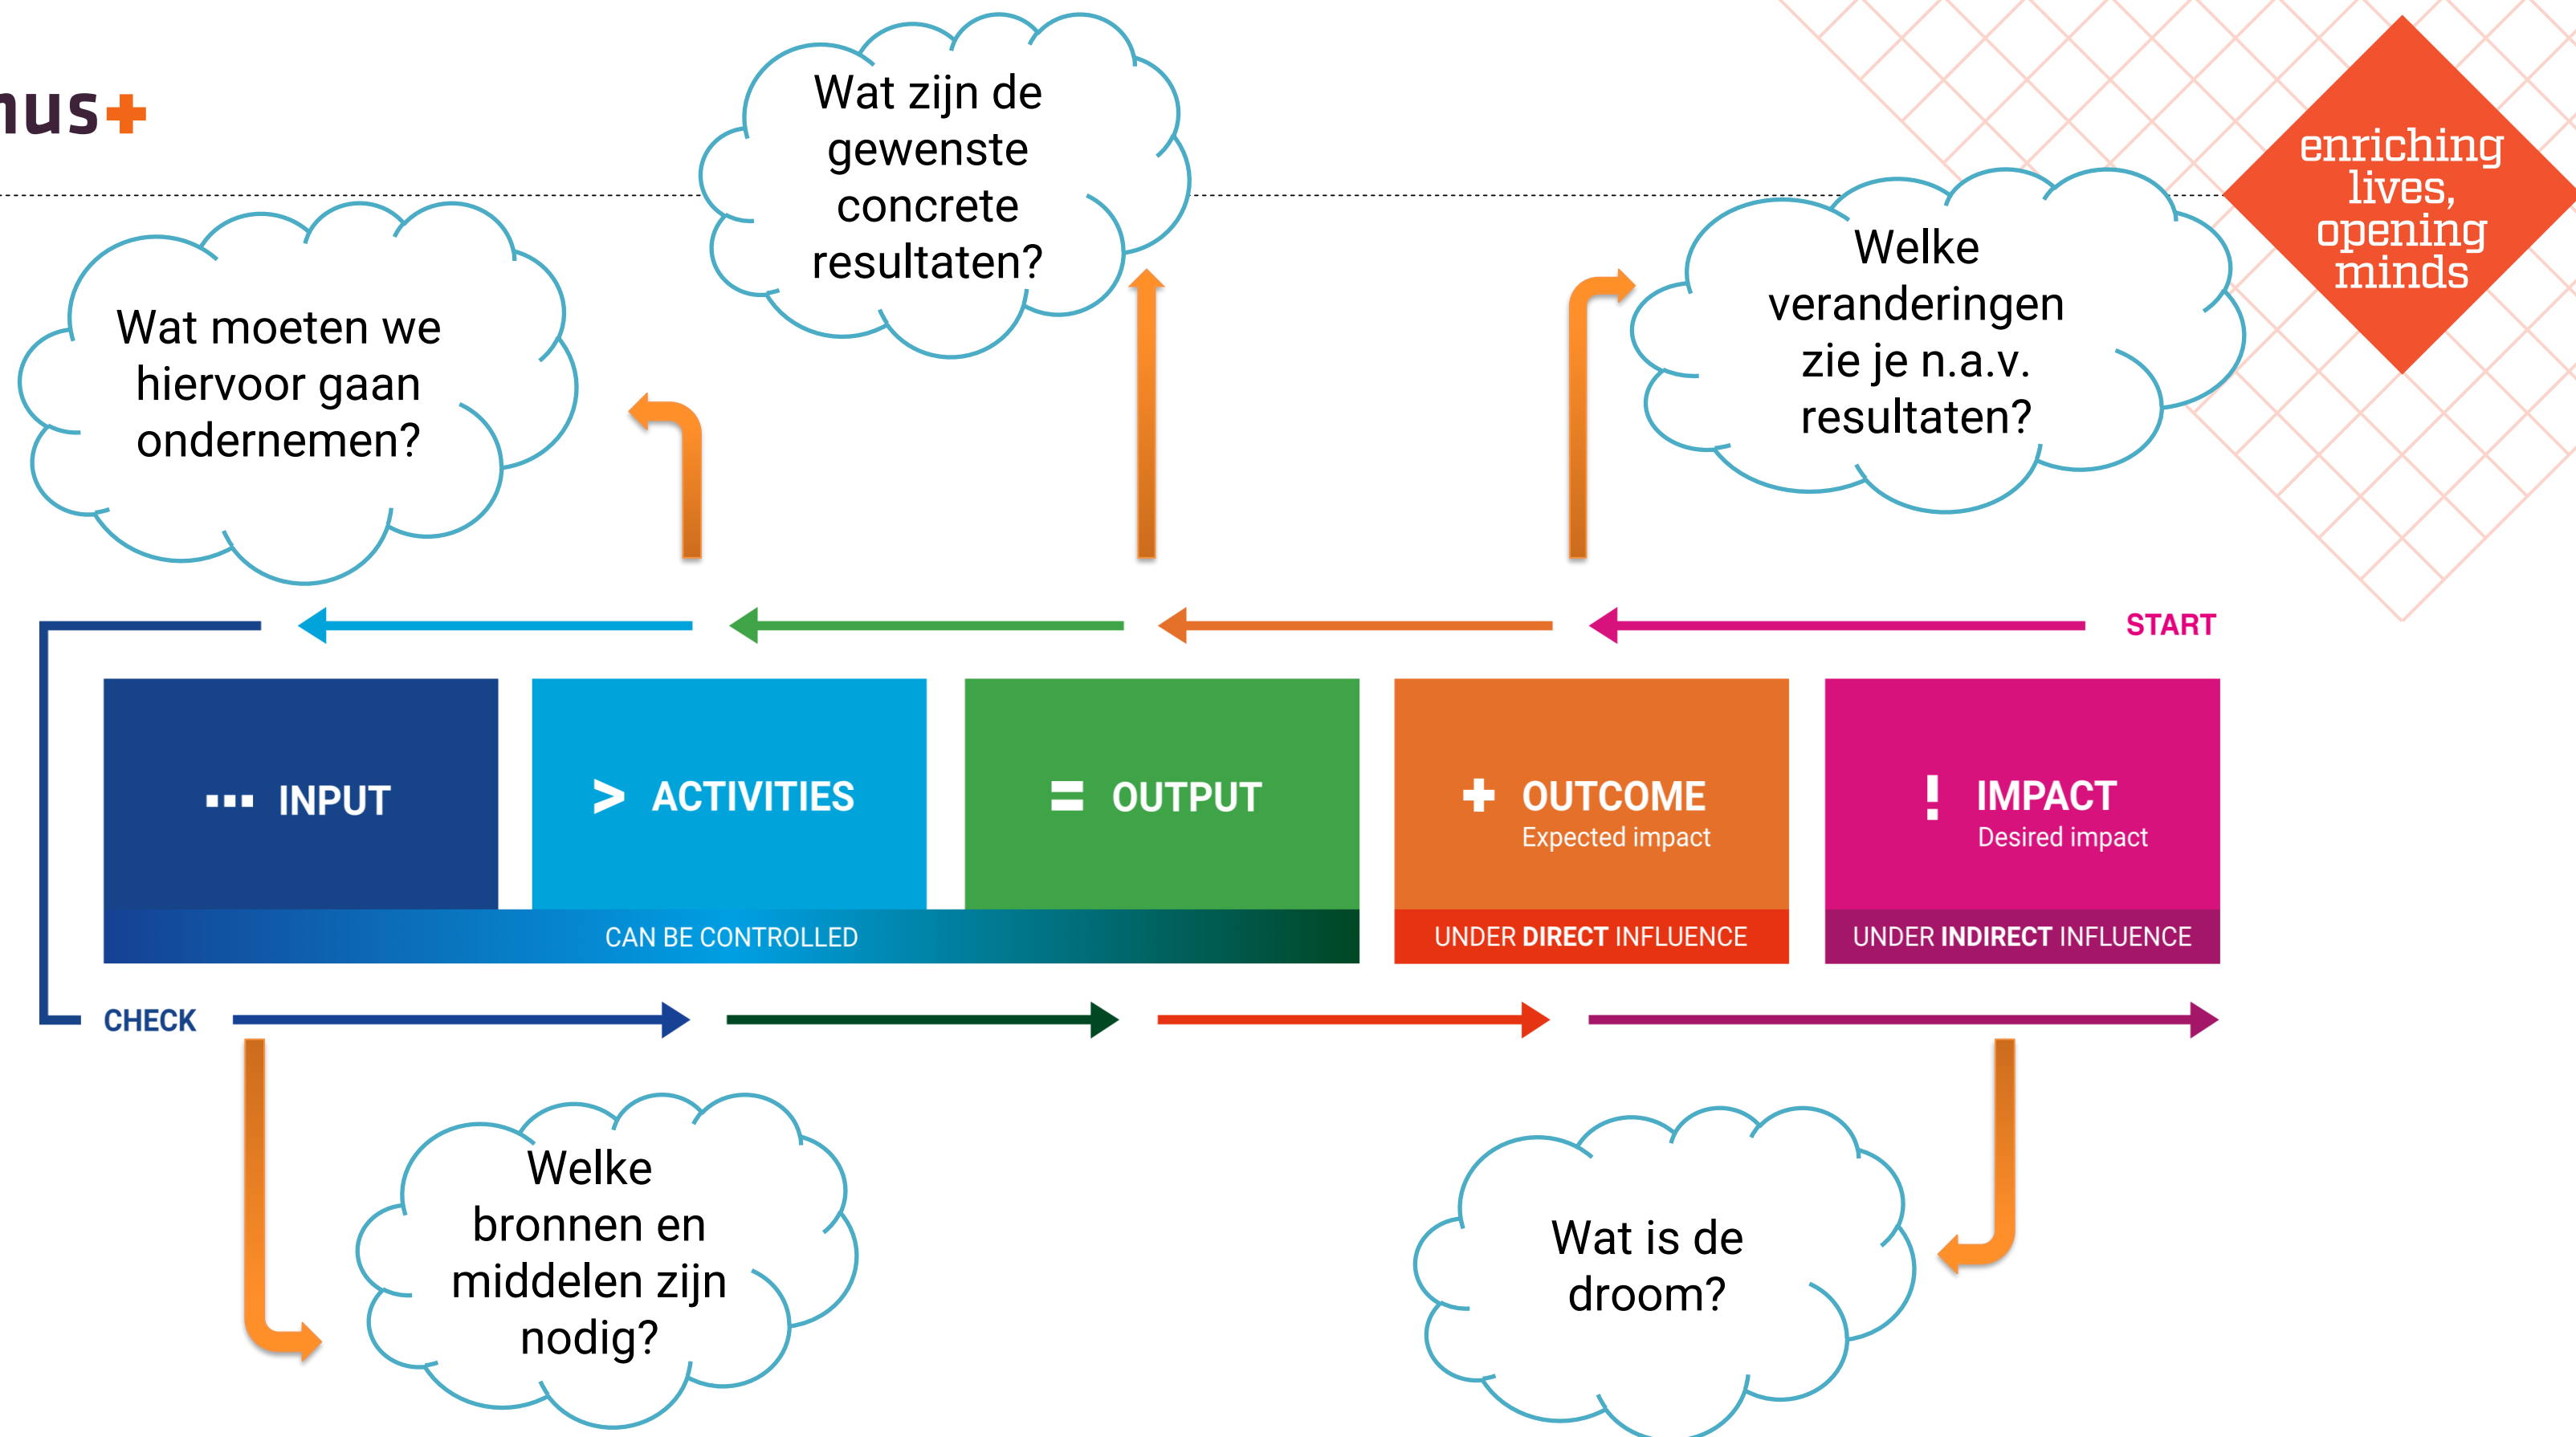 nus+
enriching
lives,
opening
minds
Wat zijn de
gewenste
concrete
resultaten?
Wat moeten we
hiervoor gaan
ondernemen?
Welke
veranderingen
zie je n.a.v.
resultaten?
START
... INPUT
> ACTIVITIES
= OUTPUT
+ OUTCOME
Expected impact
! IMPACT
Desired impact
CAN BE CONTROLLED
UNDER DIRECT INFLUENCE
UNDER INDIRECT INFLUENCE
CHECK
Welke
bronnen en
middelen zijn
nodig?
Wat is de
droom?